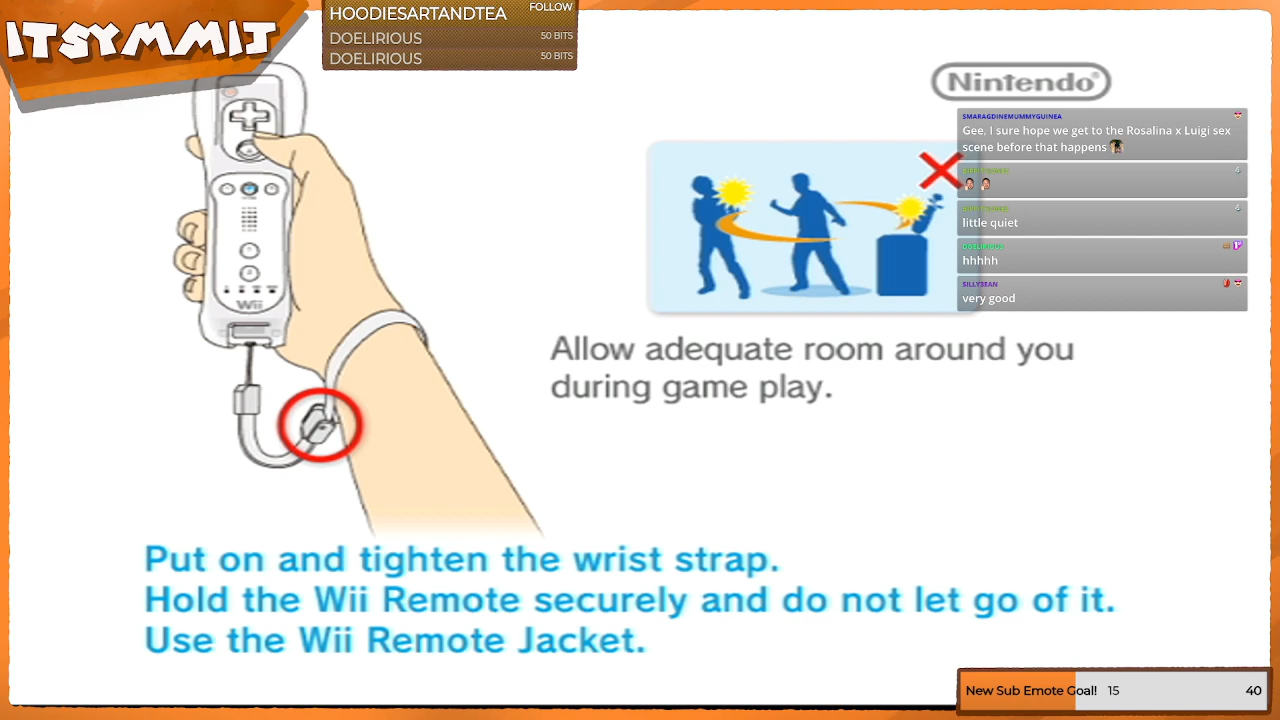 ITSYMMIJ
HOODIESARTANDTEA FOLLOW
DOELIRIOUS 50 BITS
DOELIRIOUS 50 BITS
Nintendo®
SMARAGDINEMUMMYGUINEA
Gee, I sure hope we get to the Rosalina x Luigi sex
scene before that happens
little quiet
DOELIRIOUS
hhhhh
SILLY3EAN
very good
Wii
Allow adequate room around you
during game play.
Put on and tighten the wrist strap.
Hold the Wii Remote securely and do not let go of it.
Use the Wii Remote Jacket.
New Sub Emote Goal! 15 40